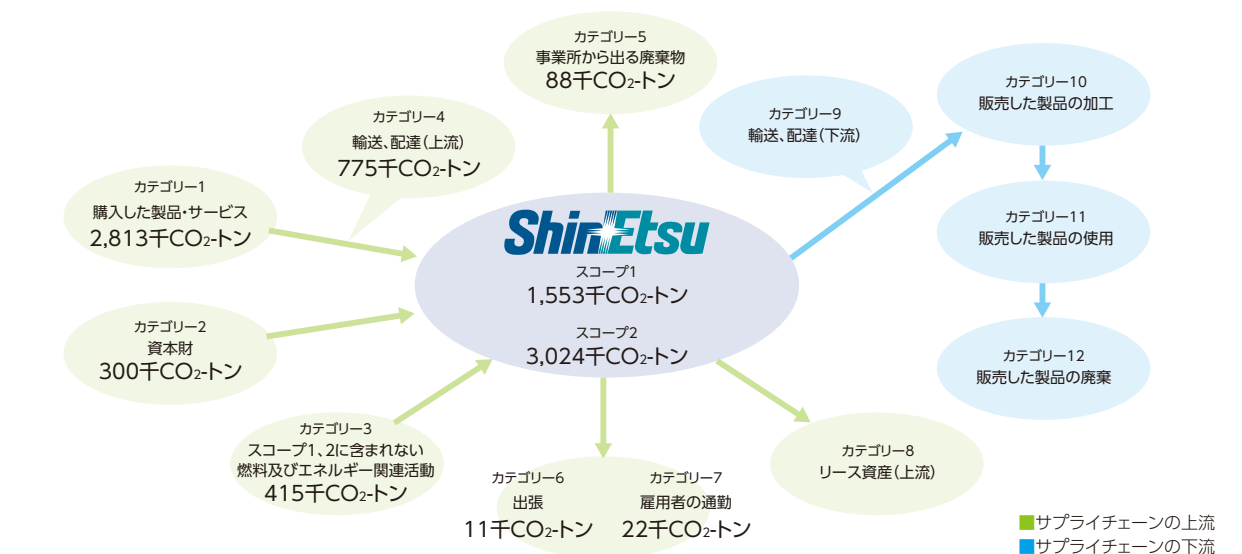 カテゴリー5
事業所から出る廃棄物
88千CO₂-トン
カテゴリー4
輸送、配達（上流）
775千CO₂-トン
カテゴリー9
輸送、配達（下流）
カテゴリー10
販売した製品の加工
カテゴリー1
購入した製品・サービス
2,813千CO₂-トン
ShinEtsu
スコープ1
1,553千CO₂-トン
スコープ2
3,024千CO₂-トン
カテゴリー11
販売した製品の使用
カテゴリー2
資本財
300千CO₂-トン
カテゴリー12
販売した製品の廃棄
カテゴリー3
スコープ1、2に含まれない
燃料及びエネルギー関連活動
415千CO₂-トン
カテゴリー6
出張
11千CO₂-トン
カテゴリー7
雇用者の通勤
22千CO₂-トン
カテゴリー8
リース資産（上流）
■サプライチェーンの上流
■サプライチェーンの下流